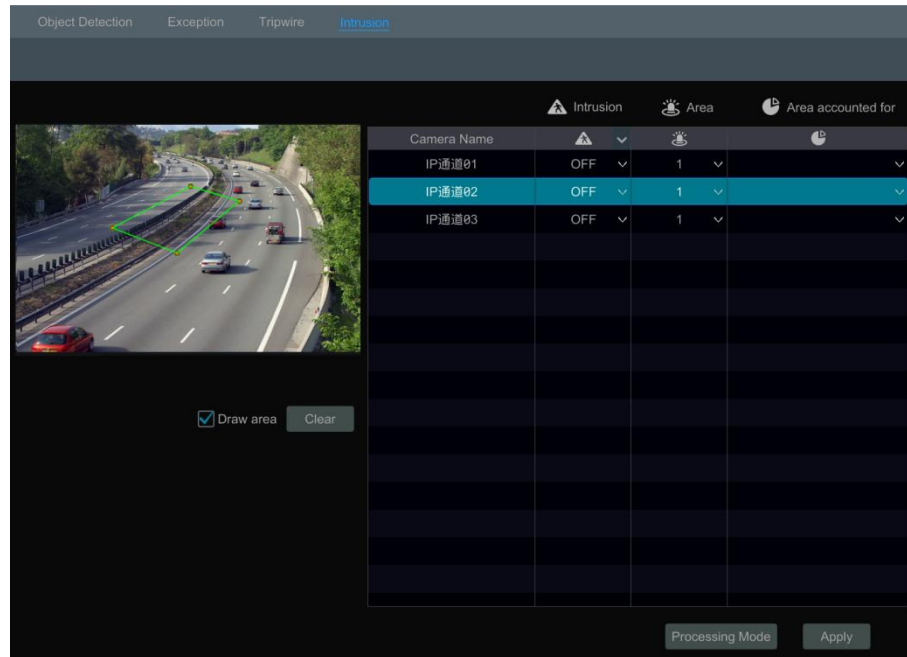 Object Detection Exception Tripwire Intrusion
Intrusion Area Area accounted for
Camera Name
IP通道01 OFF 1
IP通道02 OFF 1
IP通道03 OFF 1
Draw area Clear
Processing Mode Apply